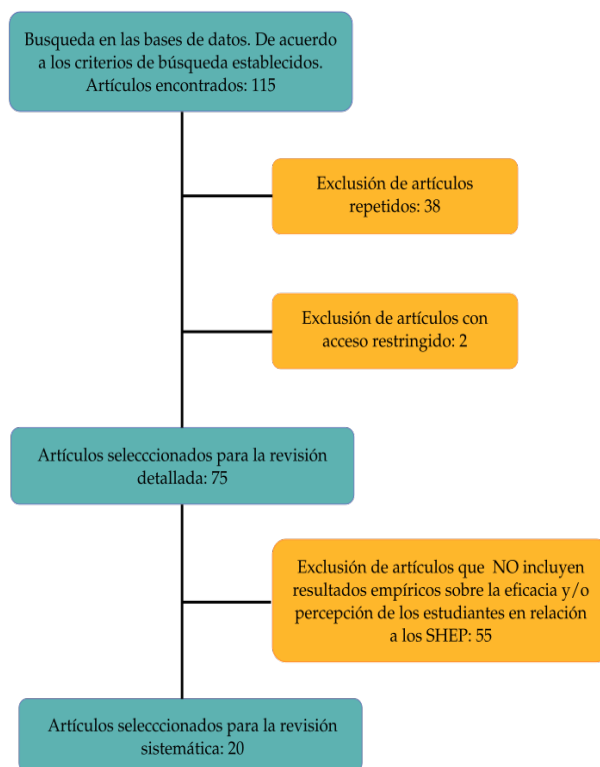 Busqueda en las bases de datos. De acuerdo
a los criterios de búsqueda establecidos.
Artículos encontrados: 115
Exclusión de artículos
repetidos: 38
Exclusión de artículos con
acceso restringido: 2
Artículos selecccionados para la revisión
detallada: 75
Exclusión de artículos que NO incluyen
resultados empíricos sobre la eficacia y/o
percepción de los estudiantes en relación
a los SHEP: 55
Artículos selecccionados para la revisión
sistemática: 20